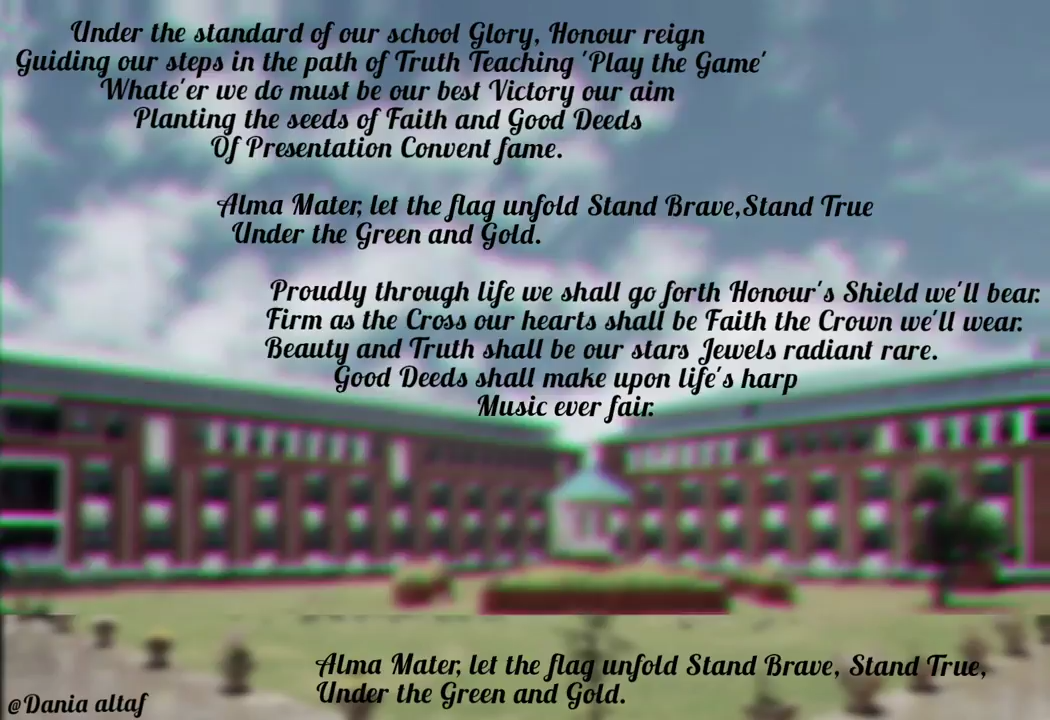 Under the standard of our school Glory, Honour reign
Guiding our steps in the path of Truth Teaching 'Play the Game'
Whate'er we do must be our best Victory our aim
Planting the seeds of Faith and Good Deeds
Of Presentation Convent fame.
Alma Mater, let the flag unfold Stand Brave,Stand True
Under the Green and Gold.
Proudly through life we shall go forth Honour's Shield we'll bear.
Firm as the Cross our hearts shall be Faith the Crown we'll wear.
Beauty and Truth shall be our stars Jewels radiant rare.
Good Deeds shall make upon life's harp
Music ever fair.
Alma Mater, let the flag unfold Stand Brave, Stand True,
Under the Green and Gold.
@Dania altaf